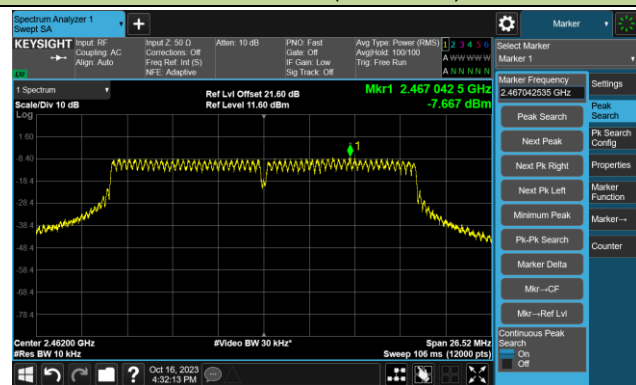 Spectrum Analyzer 1
Swept SA
Marker
KEYSIGHT
Input: RF
Coupling: AC
Align: Auto
Input Z: 50 Ω
Corrections: Off
Freq Ref: Int (S)
NFE: Adaptive
Atten: 10 dB
PNO: Fast
Gate: Off
IF Gain: Low
Sig Track: Off
Avg Type: Power (RMS)
Avg|Hold: 100/100
Trig: Free Run
1 2 3 4 5 6
A W W W W W
A N N N N N
Select Marker
Marker 1
1 Spectrum
Scale/Div 10 dB
Log
Ref Lvl Offset 21.60 dB
Ref Level 11.60 dBm
Mkr1 2.467 042 5 GHz
-7.667 dBm
1.60
-8.40
-18.4
-28.4
-38.4
-48.4
-58.4
-68.4
-78.4
1
Center 2.46200 GHz
#Res BW 10 kHz
#Video BW 30 kHz*
Span 26.52 MHz
Sweep 106 ms (12000 pts)
Marker Frequency
2.467042535 GHz
Peak Search
Next Peak
Next Pk Right
Next Pk Left
Minimum Peak
Pk-Pk Search
Marker Delta
Mkr→CF
Mkr→Ref Lvl
Continuous Peak
Search
On
Off
Settings
Peak
Search
Pk Search
Config
Properties
Marker
Function
Marker→
Counter
Oct 16, 2023
4:32:13 PM